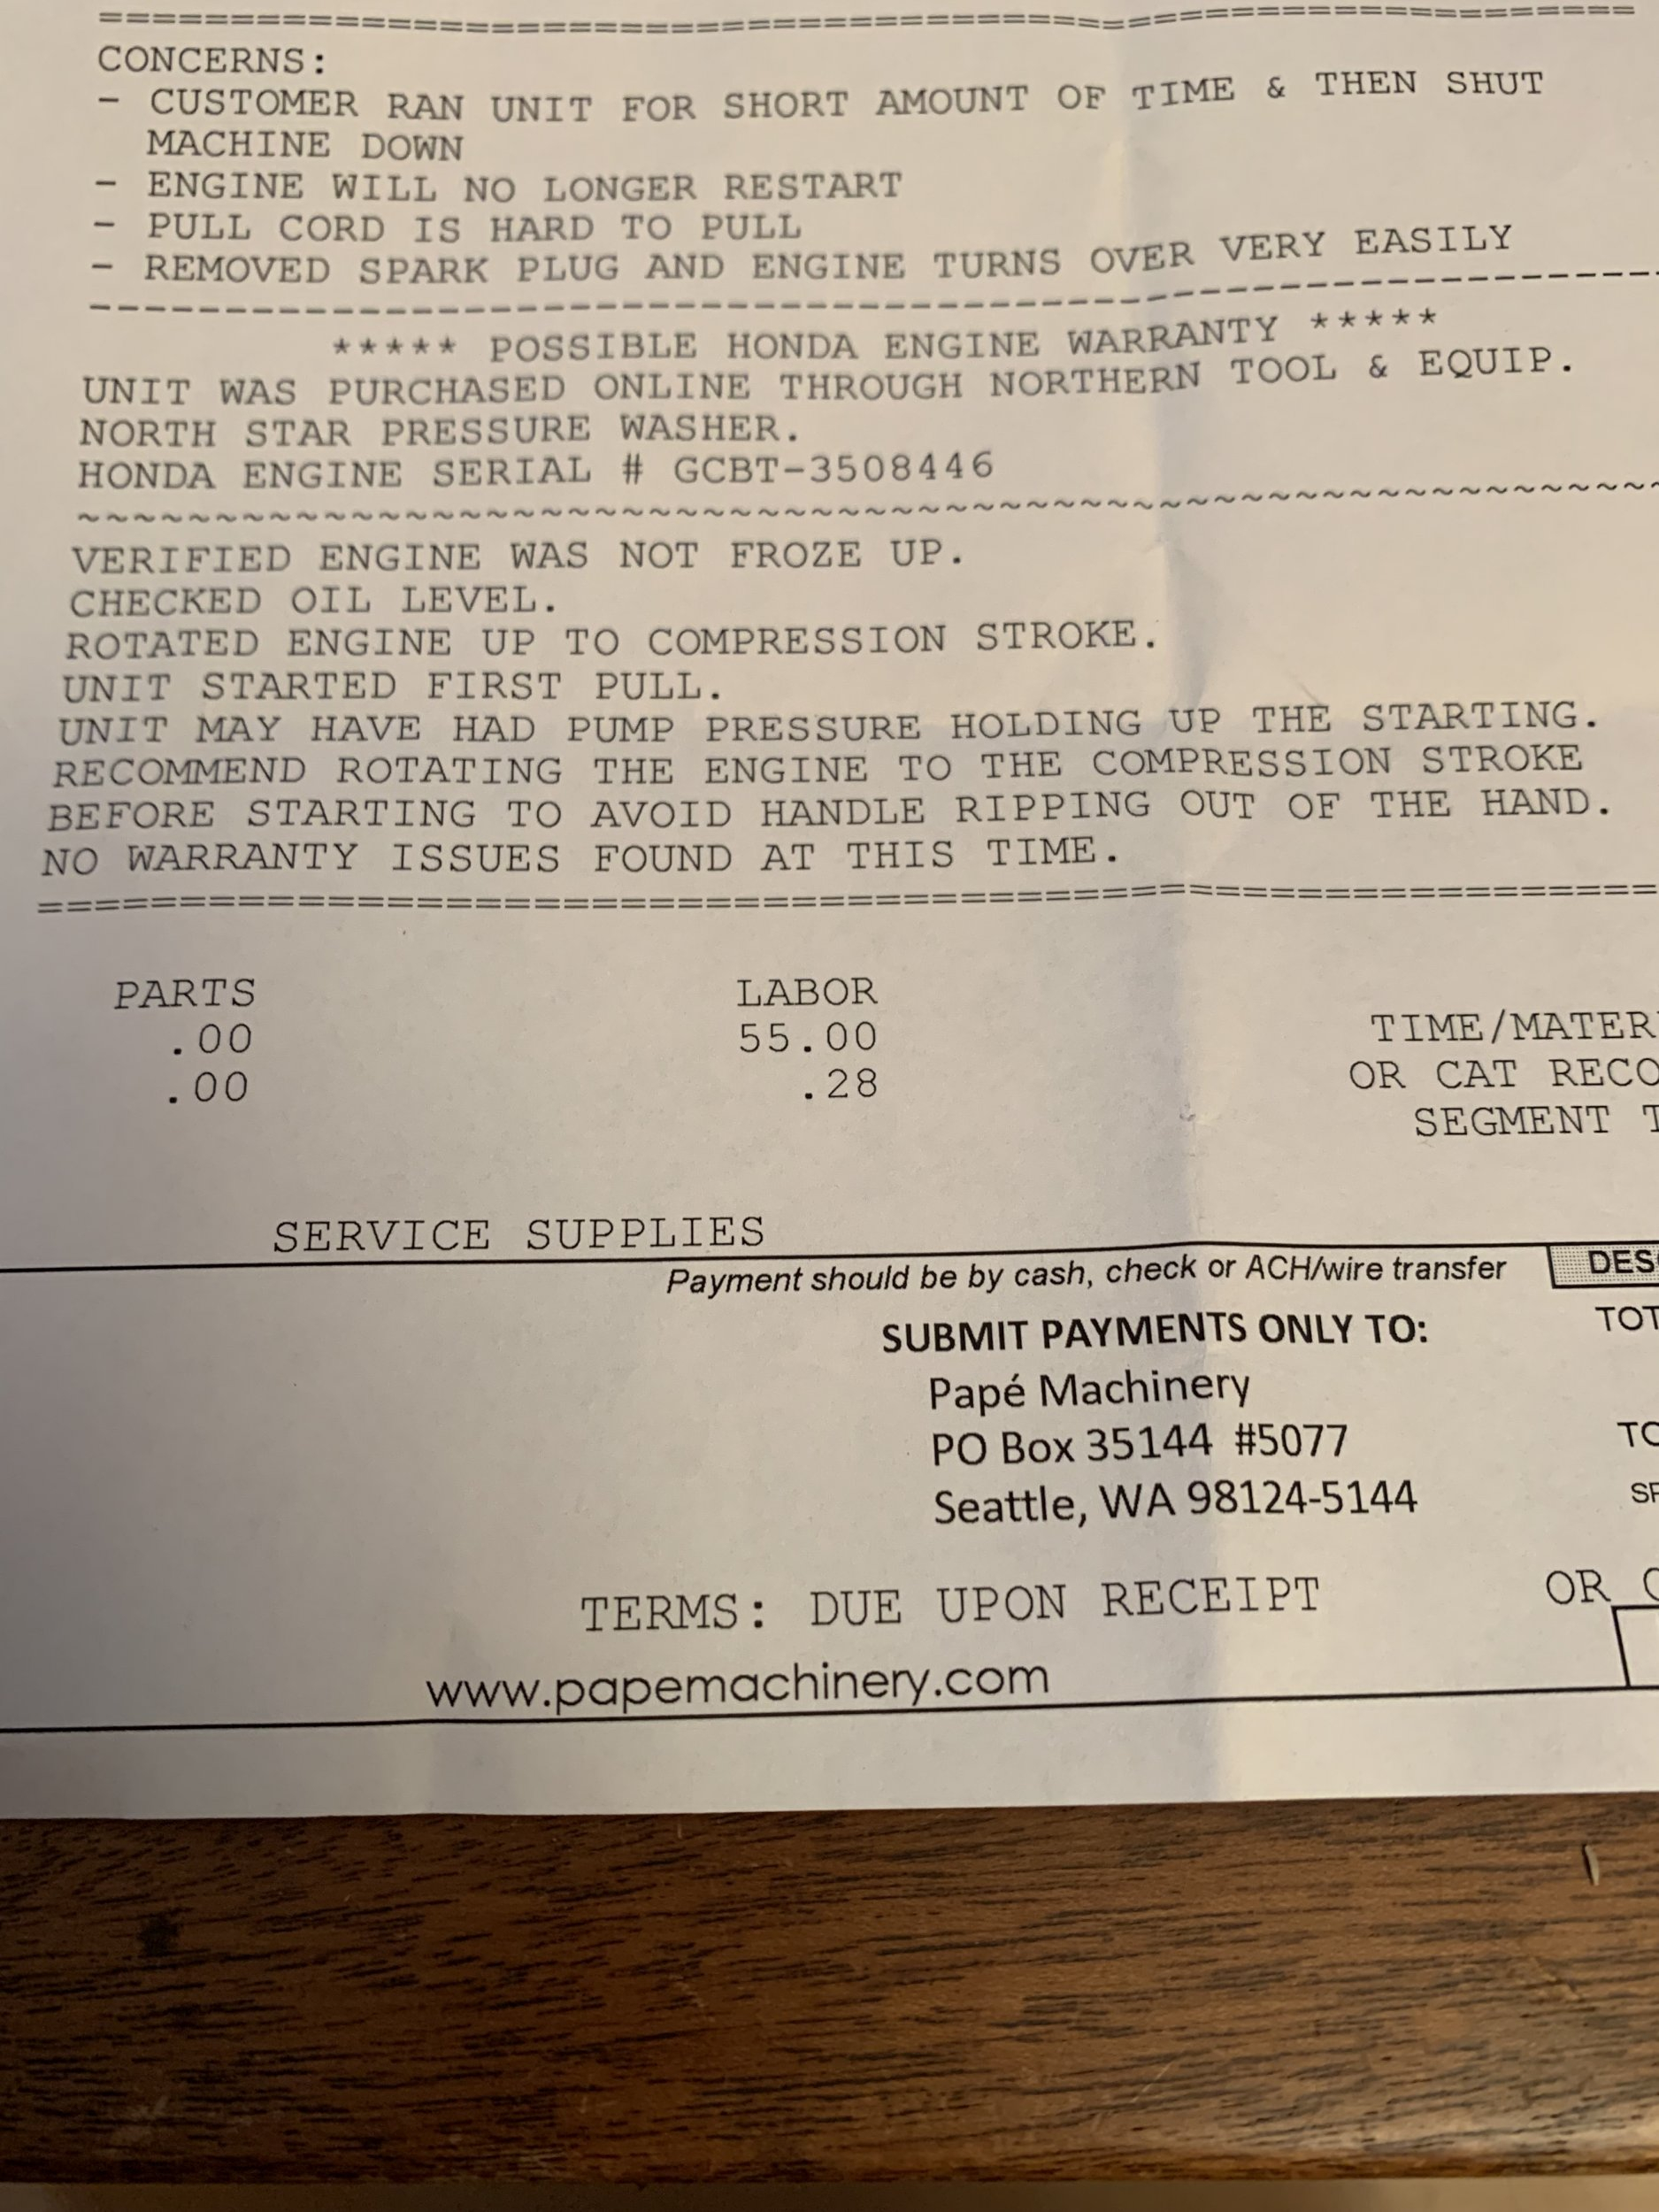 ==========================================================
CONCERNS:
- CUSTOMER RAN UNIT FOR SHORT AMOUNT OF TIME & THEN SHUT
MACHINE DOWN
- ENGINE WILL NO LONGER RESTART
- PULL CORD IS HARD TO PULL
- REMOVED SPARK PLUG AND ENGINE TURNS OVER VERY EASILY
----------------------------------------------------------
***** POSSIBLE HONDA ENGINE WARRANTY *****
UNIT WAS PURCHASED ONLINE THROUGH NORTHERN TOOL & EQUIP.
NORTH STAR PRESSURE WASHER.
HONDA ENGINE SERIAL # GCBT-3508446
~~~~~~~~~~~~~~~~~~~~~~~~~~~~~~~~~~~~~~~~~~~~~~~~~~~~~~~~~~
VERIFIED ENGINE WAS NOT FROZE UP.
CHECKED OIL LEVEL.
ROTATED ENGINE UP TO COMPRESSION STROKE.
UNIT STARTED FIRST PULL.
UNIT MAY HAVE HAD PUMP PRESSURE HOLDING UP THE STARTING.
RECOMMEND ROTATING THE ENGINE TO THE COMPRESSION STROKE
BEFORE STARTING TO AVOID HANDLE RIPPING OUT OF THE HAND.
NO WARRANTY ISSUES FOUND AT THIS TIME.
==========================================================
PARTS LABOR
.00 55.00 TIME/MATER
.00 .28 OR CAT RECO
SEGMENT T
SERVICE SUPPLIES
Payment should be by cash, check or ACH/wire transfer DES
SUBMIT PAYMENTS ONLY TO: TOT
Papé Machinery
PO Box 35144 #5077 TO
Seattle, WA 98124-5144 SP
TERMS: DUE UPON RECEIPT OR
www.papemachinery.com